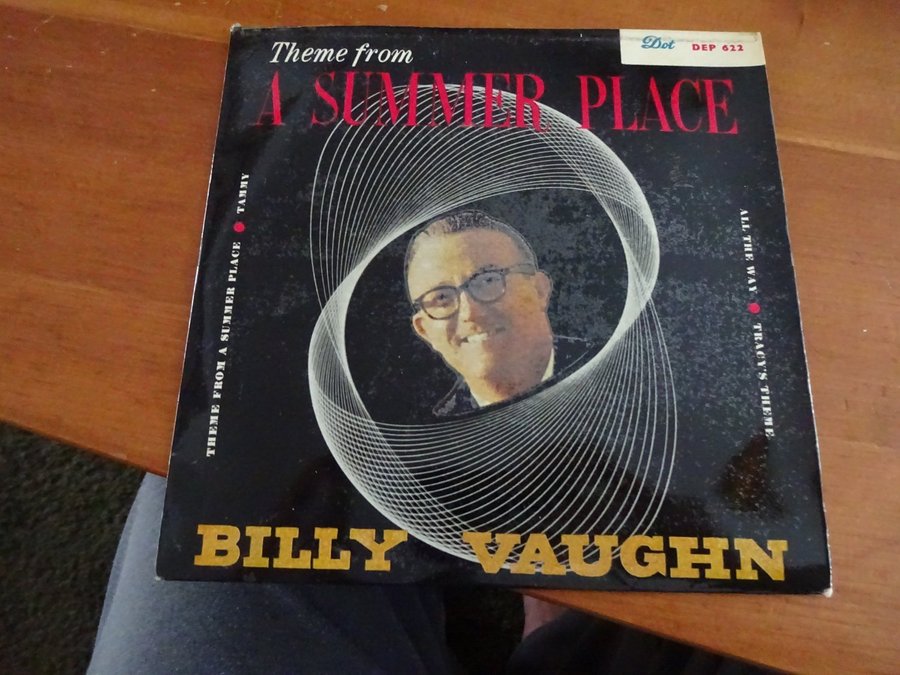 Theme from
Dot DEP 622
A SUMMER PLACE
THEME FROM A SUMMER PLACE ● TAMMY
ALL THE WAY ● TRACY'S THEME
BILLY VAUGHN